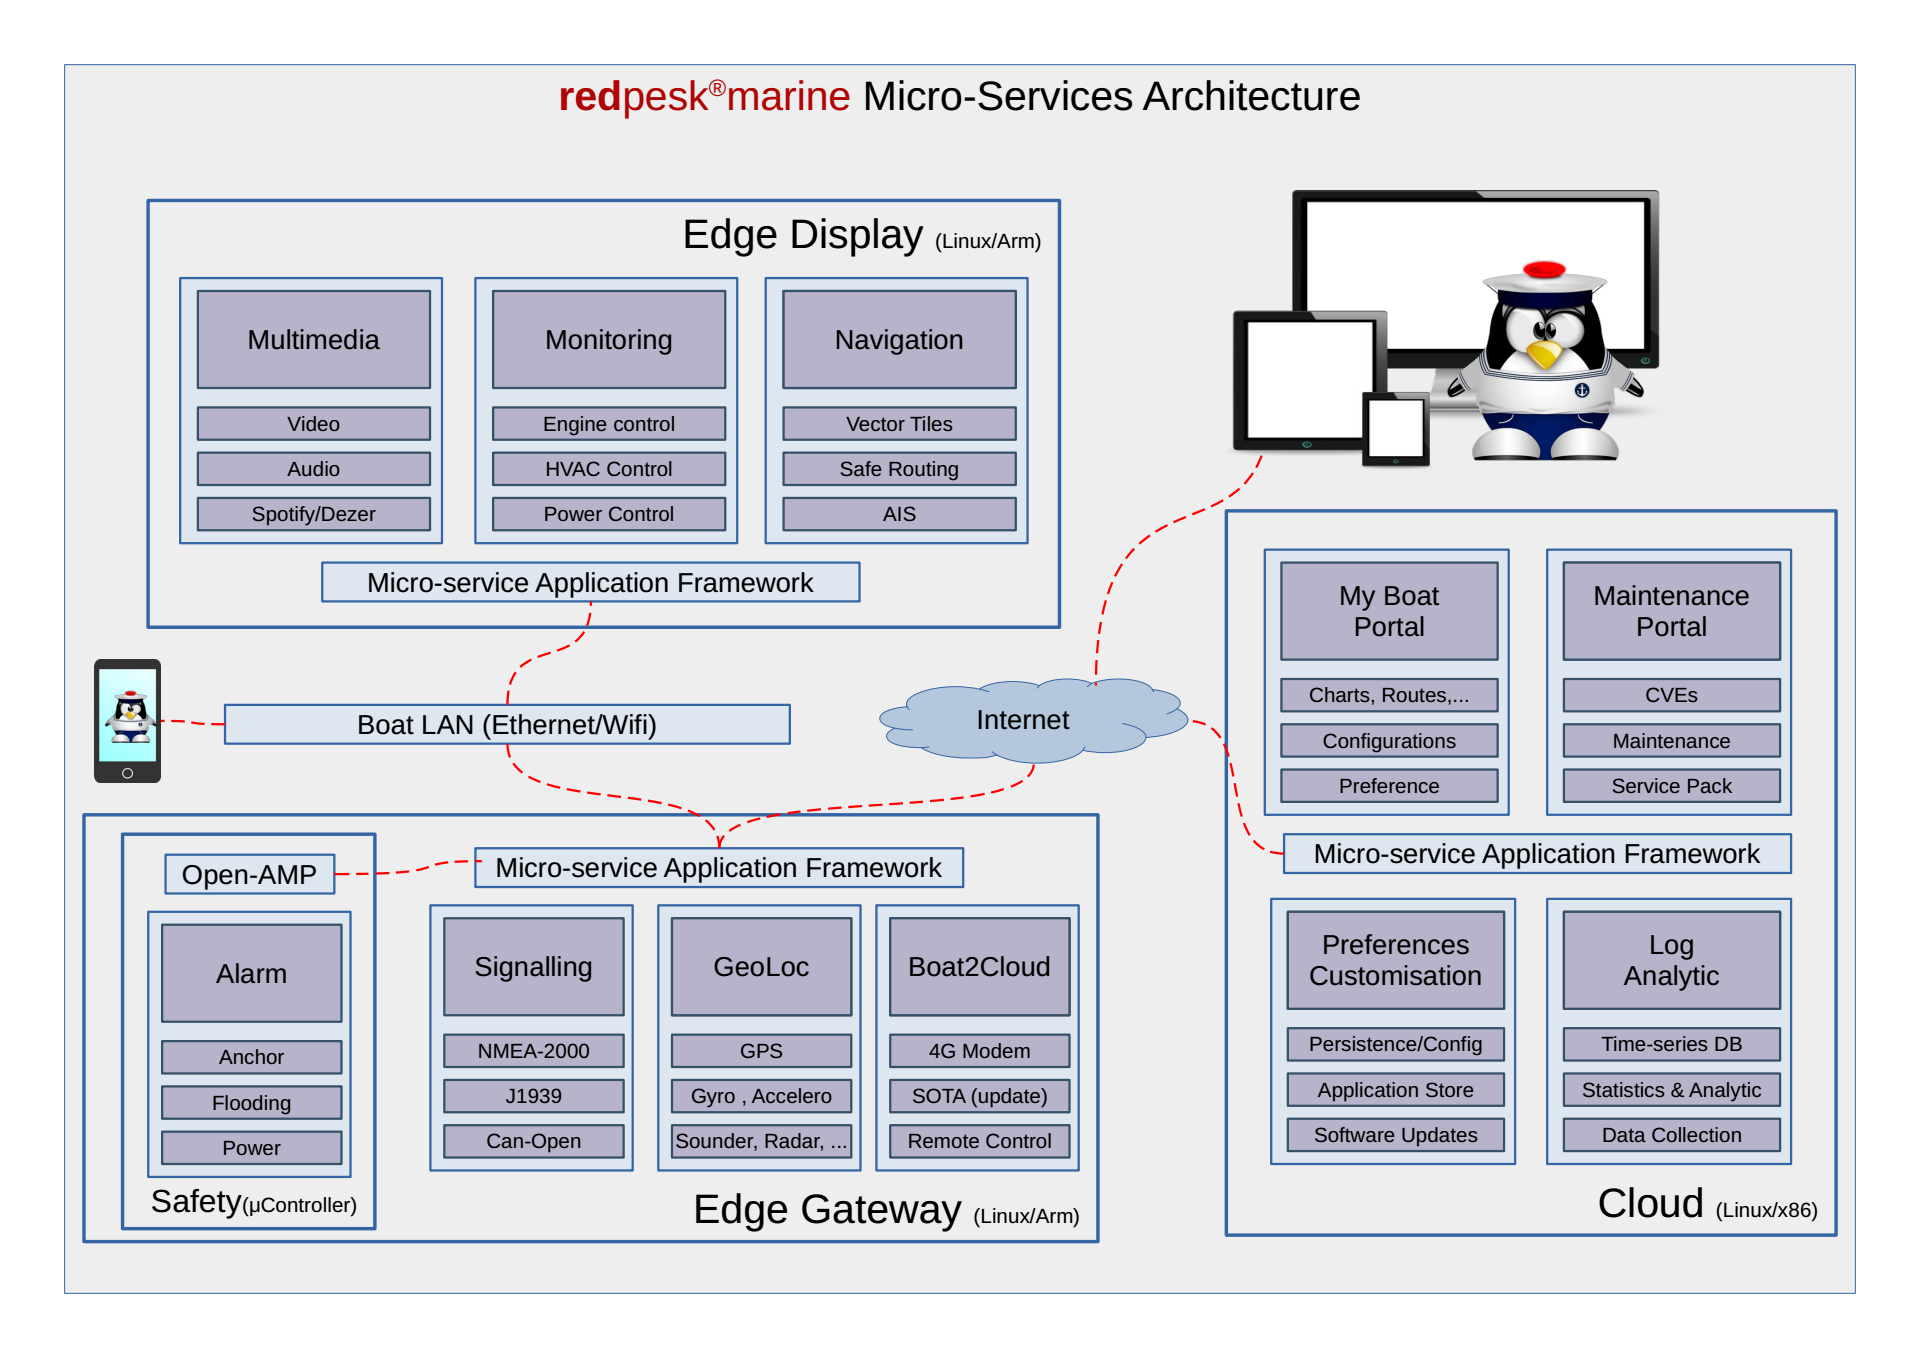 redpesk®marine Micro-Services Architecture
Edge Display (Linux/Arm)
Multimedia
Video
Audio
Spotify/Dezer
Monitoring
Engine control
HVAC Control
Power Control
Navigation
Vector Tiles
Safe Routing
AIS
Micro-service Application Framework
Boat LAN (Ethernet/Wifi)
Internet
My Boat
Portal
Charts, Routes,...
Configurations
Preference
Maintenance
Portal
CVEs
Maintenance
Service Pack
Micro-service Application Framework
Preferences
Customisation
Persistence/Config
Application Store
Software Updates
Log
Analytic
Time-series DB
Statistics & Analytic
Data Collection
Cloud (Linux/x86)
Open-AMP
Alarm
Anchor
Flooding
Power
Safety(µController)
Micro-service Application Framework
Signalling
NMEA-2000
J1939
Can-Open
GeoLoc
GPS
Gyro , Accelero
Sounder, Radar, ...
Boat2Cloud
4G Modem
SOTA (update)
Remote Control
Edge Gateway (Linux/Arm)